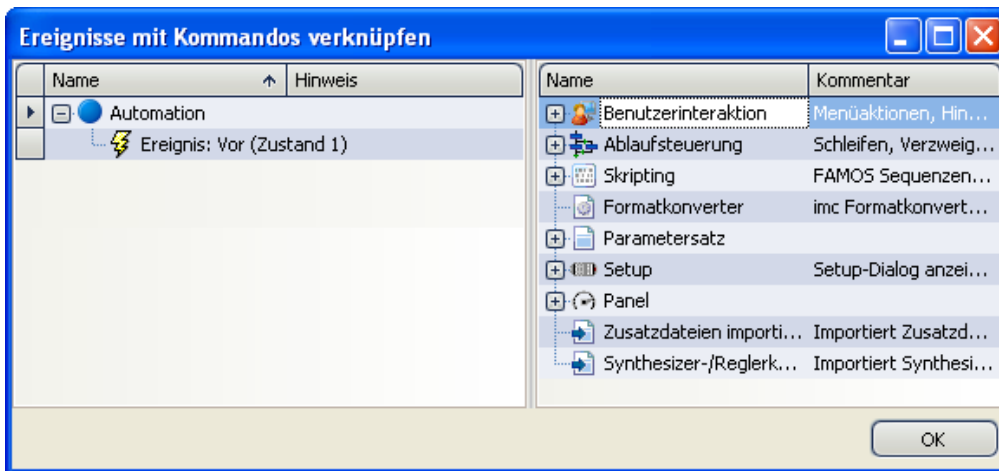 Ereignisse mit Kommandos verknüpfen
Name Hinweis
Automation
Ereignis: Vor (Zustand 1)
Name Kommentar
Benutzerinteraktion Menüaktionen, Hin...
Ablaufsteuerung Schleifen, Verzweig...
Skripting FAMOS Sequenzen...
Formatkonverter imc Formatkonvert...
Parametersatz
Setup Setup-Dialog anzei...
Panel
Zusatzdateien importi... Importiert Zusatzd...
Synthesizer-/Reglerk... Importiert Synthesi...
OK